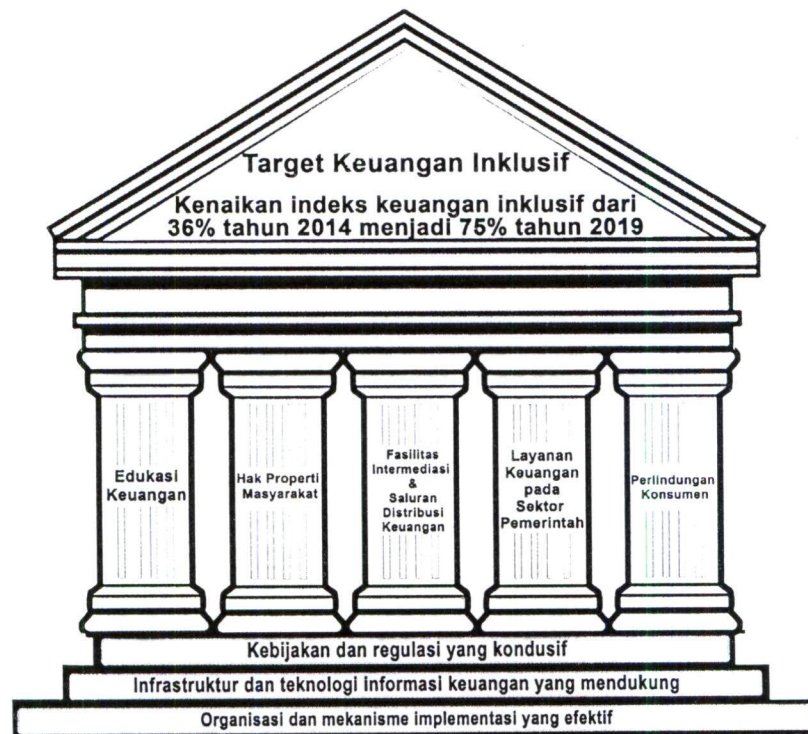 Target Keuangan Inklusif
Kenaikan indeks keuangan inklusif dari
36% tahun 2014 menjadi 75% tahun 2019
Edukasi
Keuangan
Hak Properti
Masyarakat
Fasilitas
Intermediasi
&
Saluran
Distribusi
Keuangan
Layanan
Keuangan
pada
Sektor
Pemerintah
Perlindungan
Konsumen
Kebijakan dan regulasi yang kondusif
Infrastruktur dan teknologi informasi keuangan yang mendukung
Organisasi dan mekanisme implementasi yang efektif